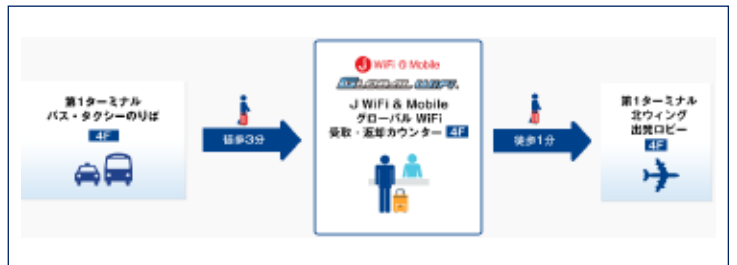 第1ターミナル
バス・タクシーのりば
4F
徒歩3分
J WiFi & Mobile
GLOBAL WiFi.
J WiFi & Mobile
グローバル WiFi
受取・返却カウンター 4F
徒歩1分
第1ターミナル
北ウィング
出発ロビー
4F